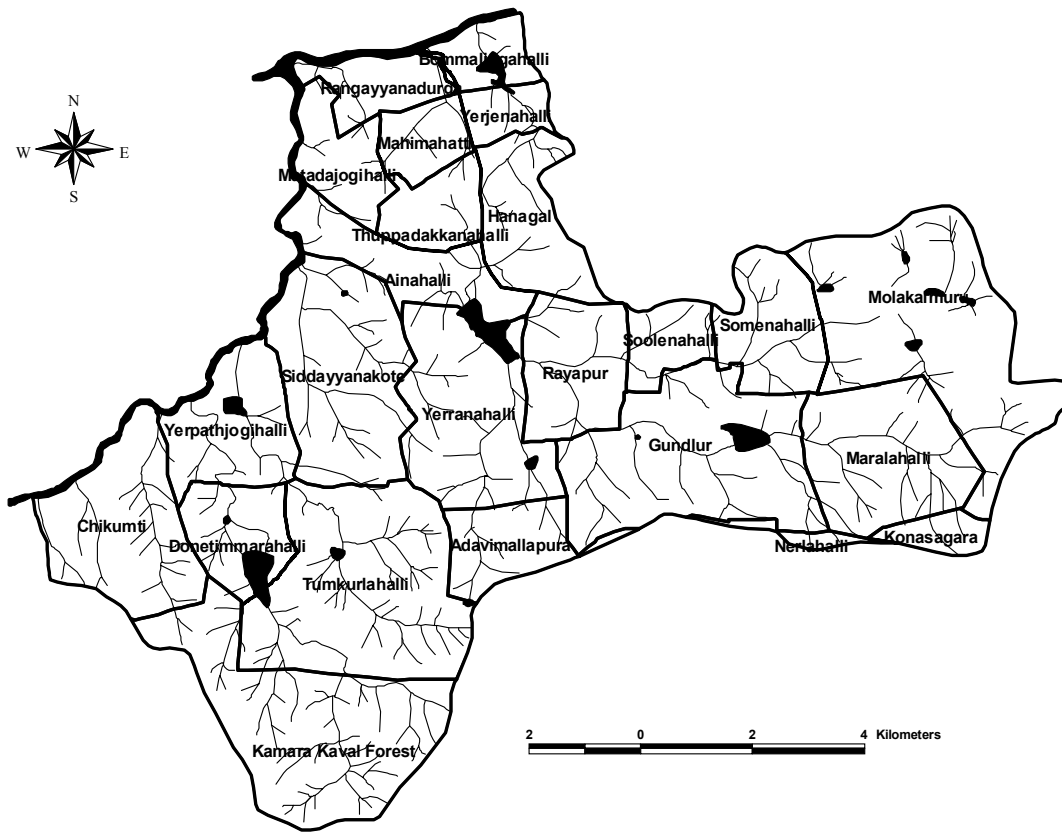 Bommalingahalli
Rangayyanadurga
Yerjenahalli
N
W E
S
Mahimahatti
Matadajogihalli
Hanagal
Thuppadakkanahalli
Ainahalli
Molakalmuru
Somenahalli
Soolenahalli
Siddayyanakote
Rayapur
Yerranahalli
Yerpathjogihalli
Gundlur
Maralahalli
Chikumti
Donetimmarahalli
Adavimallapura
Nerlahalli
Konasagara
Tumkurlahalli
2 0 2 4 Kilometers
Kamara Kaval Forest